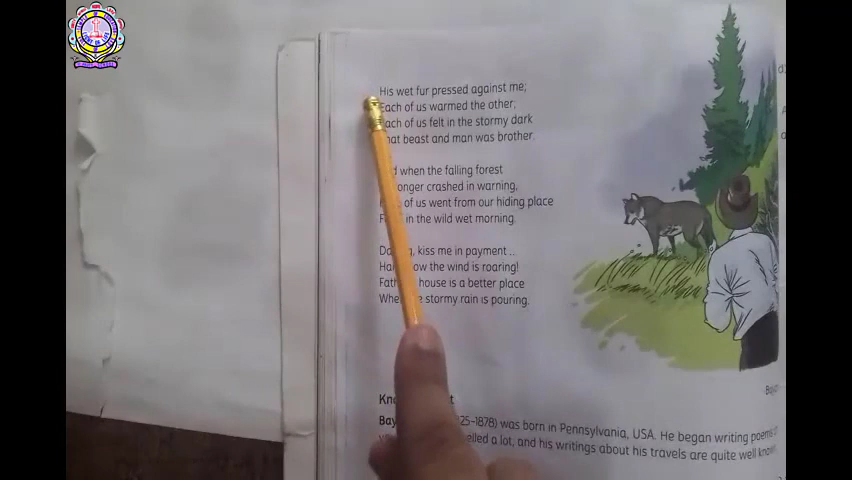 His wet fur pressed against me;
Each of us warmed the other;
ach of us felt in the stormy dark
at beast and man was brother.
d when the falling forest
onger crashed in warning,
of us went from our hiding place
in the wild wet morning.
Da g, kiss me in payment ..
Ha ow the wind is roaring!
Fath house is a better place
Whe e stormy rain is pouring.
Kn t
Bay 25-1878) was born in Pennsylvania, USA. He began writing poems
elled a lot, and his writings about his travels are quite well know